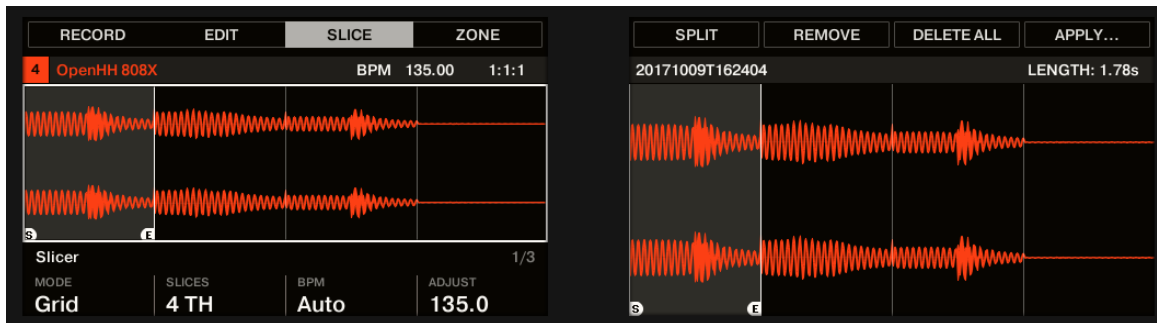 RECORD EDIT SLICE ZONE
4 OpenHH 808X BPM 135.00 1:1:1
S E
Slicer 1/3
MODE SLICES BPM ADJUST
Grid 4 TH Auto 135.0
SPLIT REMOVE DELETE ALL APPLY...
20171009T162404 LENGTH: 1.78s
S E